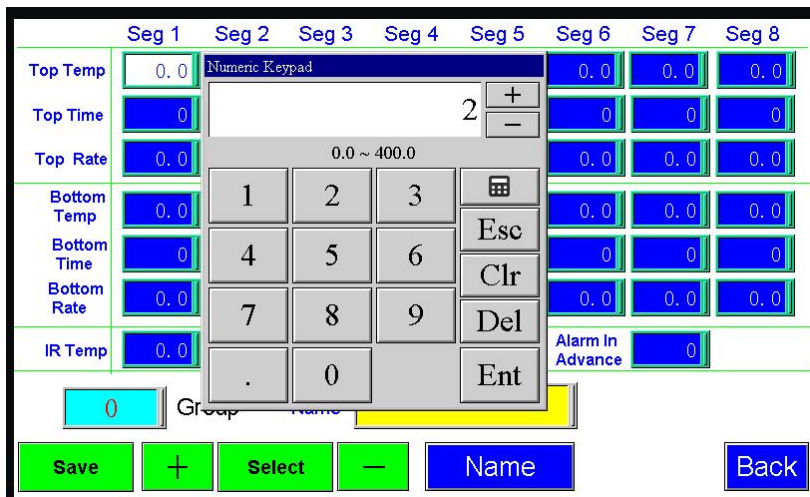 Seg 1 Seg 2 Seg 3 Seg 4 Seg 5 Seg 6 Seg 7 Seg 8
Top Temp 0.0 0.0 0.0 0.0
Top Time 0 0 0 0
Top Rate 0.0 0.0 0.0 0.0
Bottom Temp 0.0 0.0 0.0 0.0
Bottom Time 0 0 0 0
Bottom Rate 0.0 0.0 0.0 0.0
IR Temp 0.0 Alarm In Advance 0
Numeric Keypad
2 +
−
0.0 ~ 400.0
1 2 3
Esc
4 5 6
Clr
7 8 9 Del
. 0 Ent
0 Group Name
Save + Select − Name Back